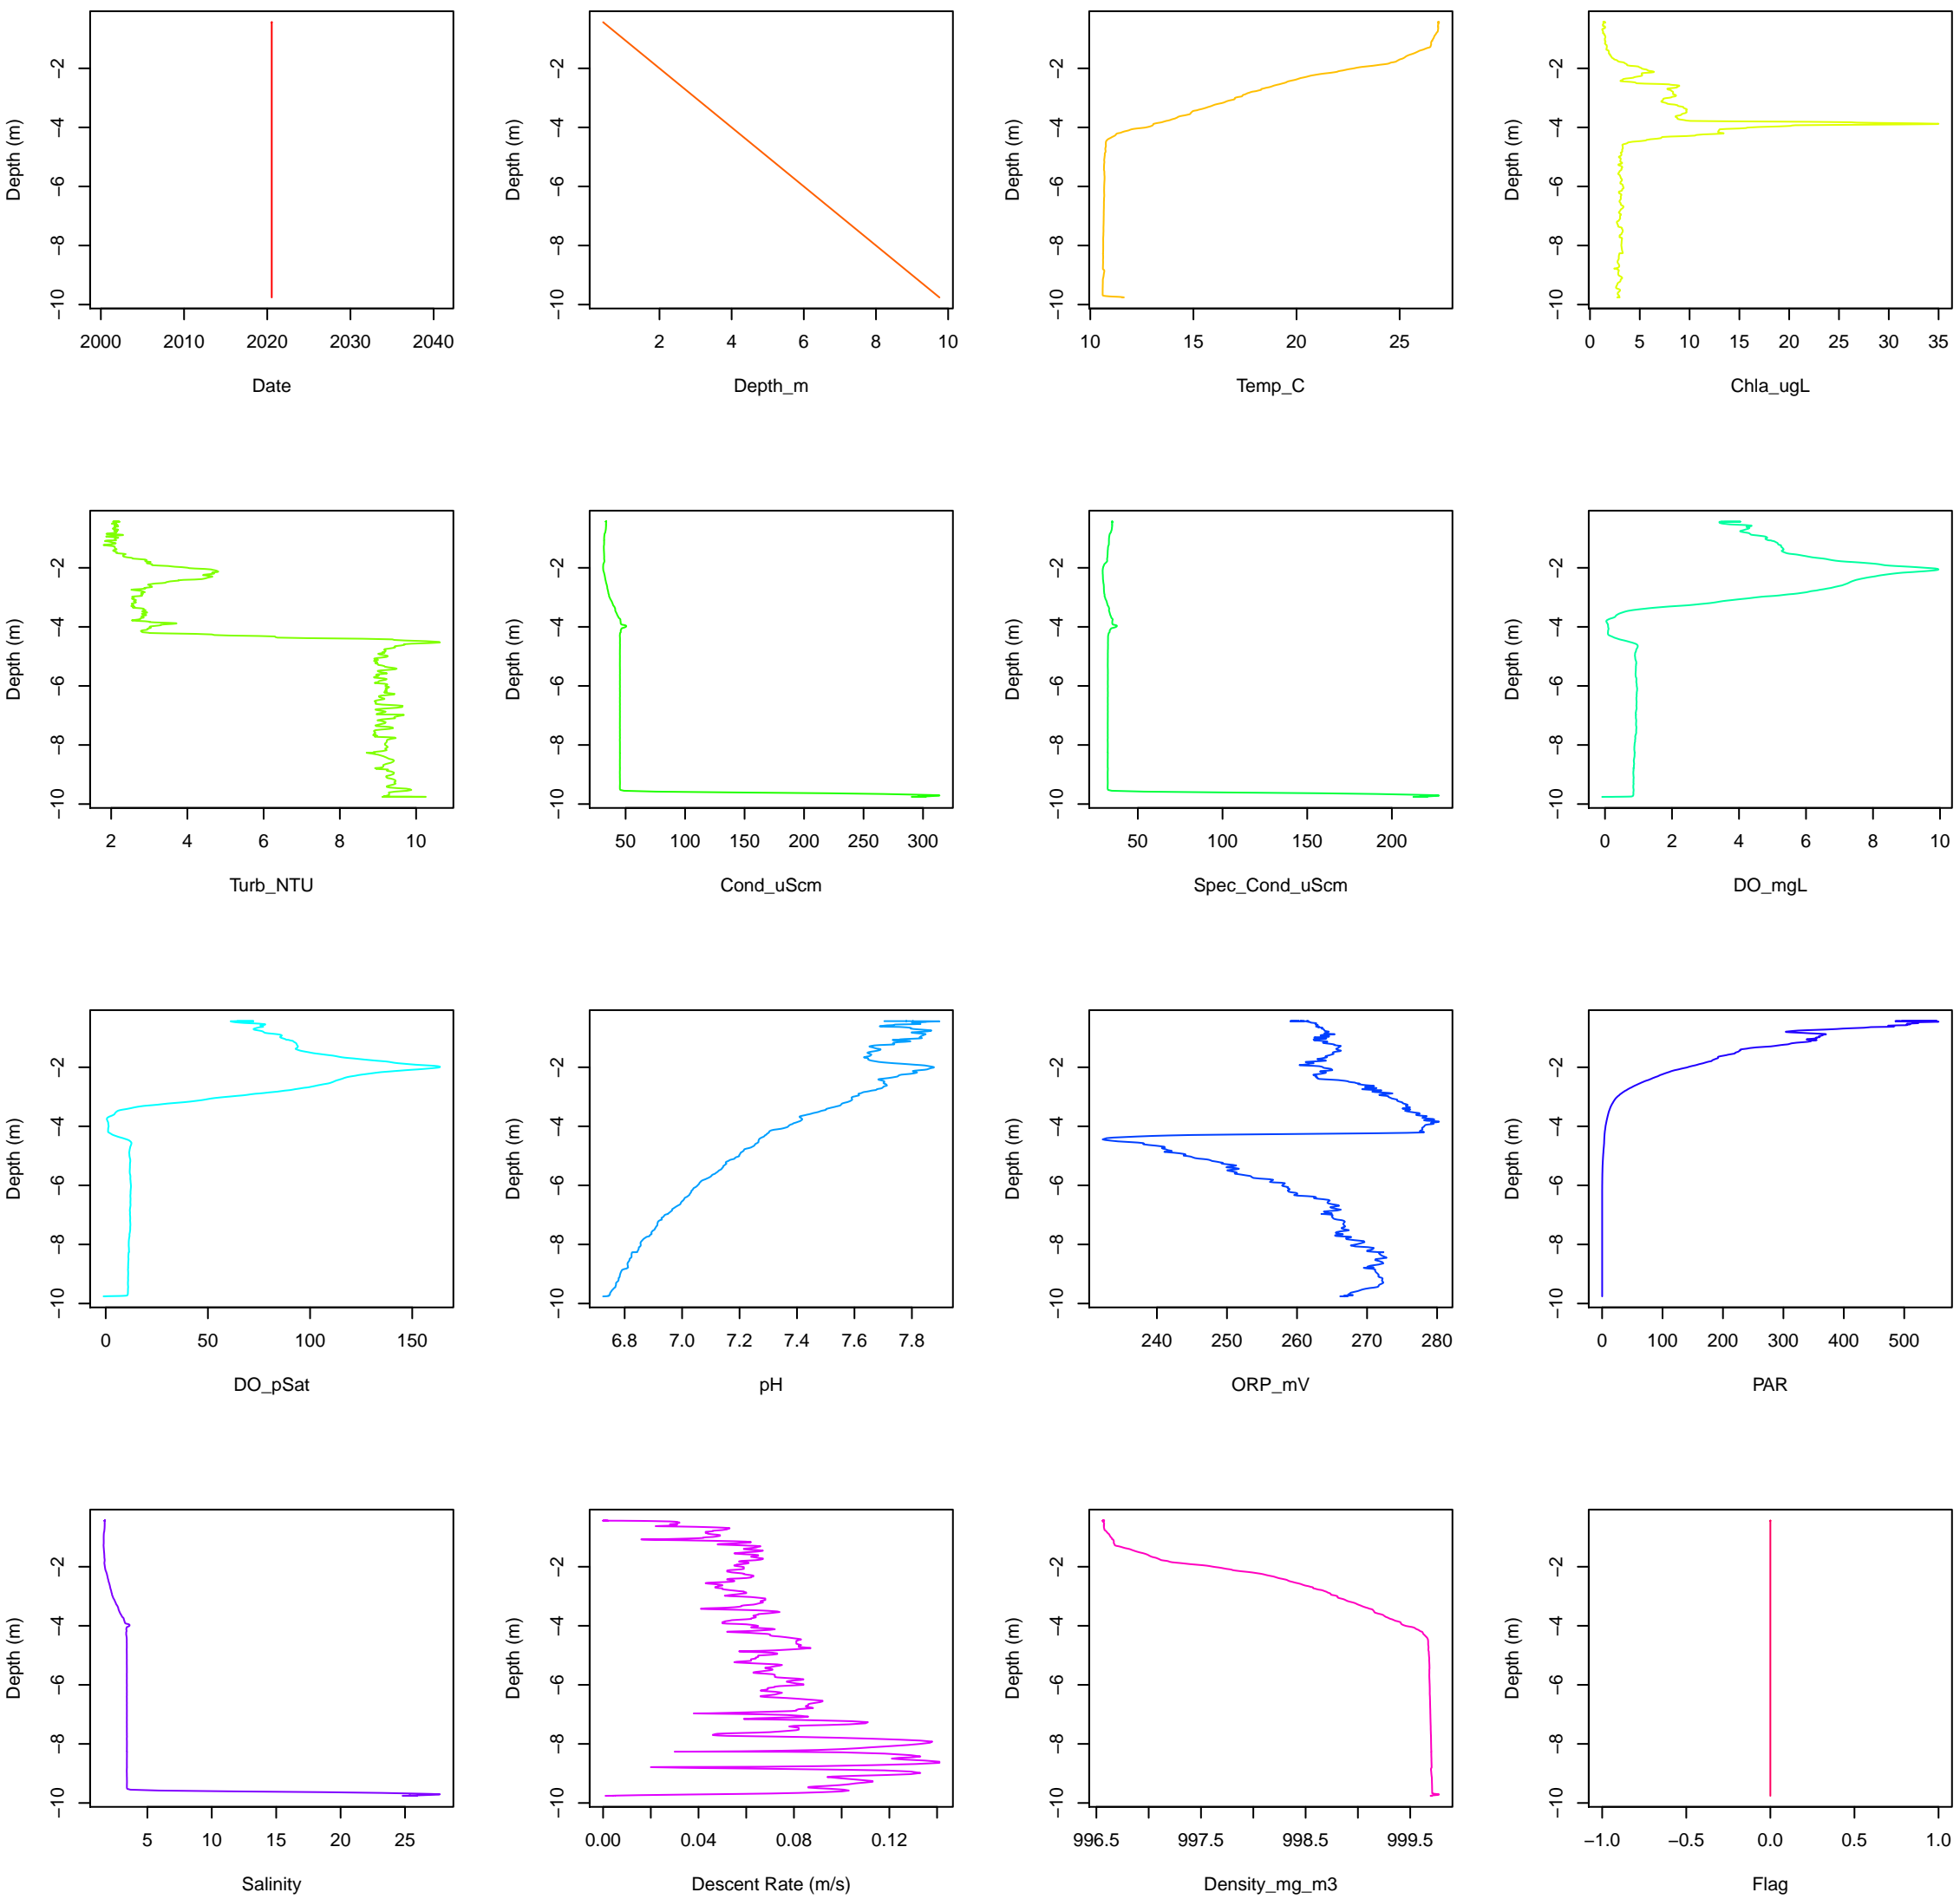 Depth (m)
−2
−4
−6
−8
−10
2000 2010 2020 2030 2040
Date
Depth (m)
−2
−4
−6
−8
−10
2 4 6 8 10
Depth_m
Depth (m)
−2
−4
−6
−8
−10
10 15 20 25
Temp_C
Depth (m)
−2
−4
−6
−8
−10
0 5 10 15 20 25 30 35
Chla_ugL
Depth (m)
−2
−4
−6
−8
−10
2 4 6 8 10
Turb_NTU
Depth (m)
−2
−4
−6
−8
−10
50 100 150 200 250 300
Cond_uScm
Depth (m)
−2
−4
−6
−8
−10
50 100 150 200
Spec_Cond_uScm
Depth (m)
−2
−4
−6
−8
−10
0 2 4 6 8 10
DO_mgL
Depth (m)
−2
−4
−6
−8
−10
0 50 100 150
DO_pSat
Depth (m)
−2
−4
−6
−8
−10
6.8 7.0 7.2 7.4 7.6 7.8
pH
Depth (m)
−2
−4
−6
−8
−10
240 250 260 270 280
ORP_mV
Depth (m)
−2
−4
−6
−8
−10
0 100 200 300 400 500
PAR
Depth (m)
−2
−4
−6
−8
−10
5 10 15 20 25
Salinity
Depth (m)
−2
−4
−6
−8
−10
0.00 0.04 0.08 0.12
Descent Rate (m/s)
Depth (m)
−2
−4
−6
−8
−10
996.5 997.5 998.5 999.5
Density_mg_m3
Depth (m)
−2
−4
−6
−8
−10
−1.0 −0.5 0.0 0.5 1.0
Flag